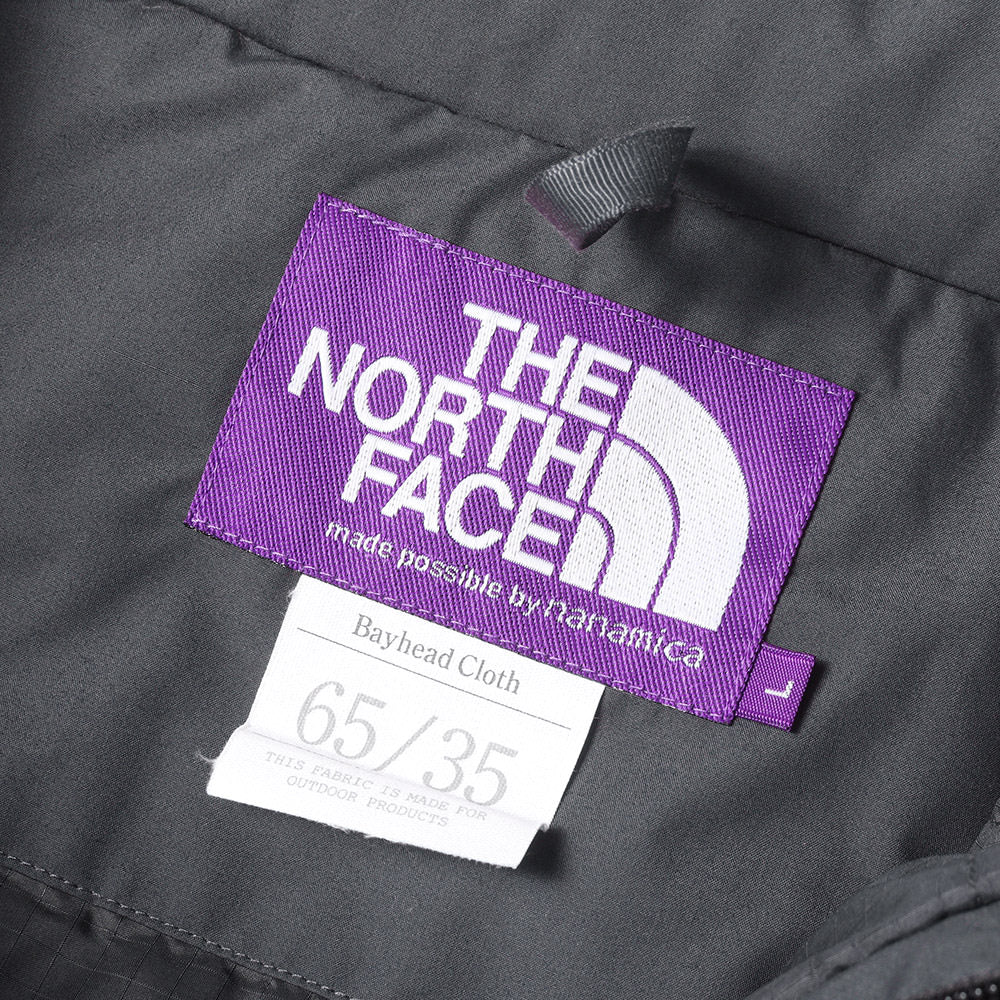 THE
NORTH
FACE
made possible by nanamica
L
Bayhead Cloth
65/35
THIS FABRIC IS MADE FOR
OUTDOOR PRODUCTS